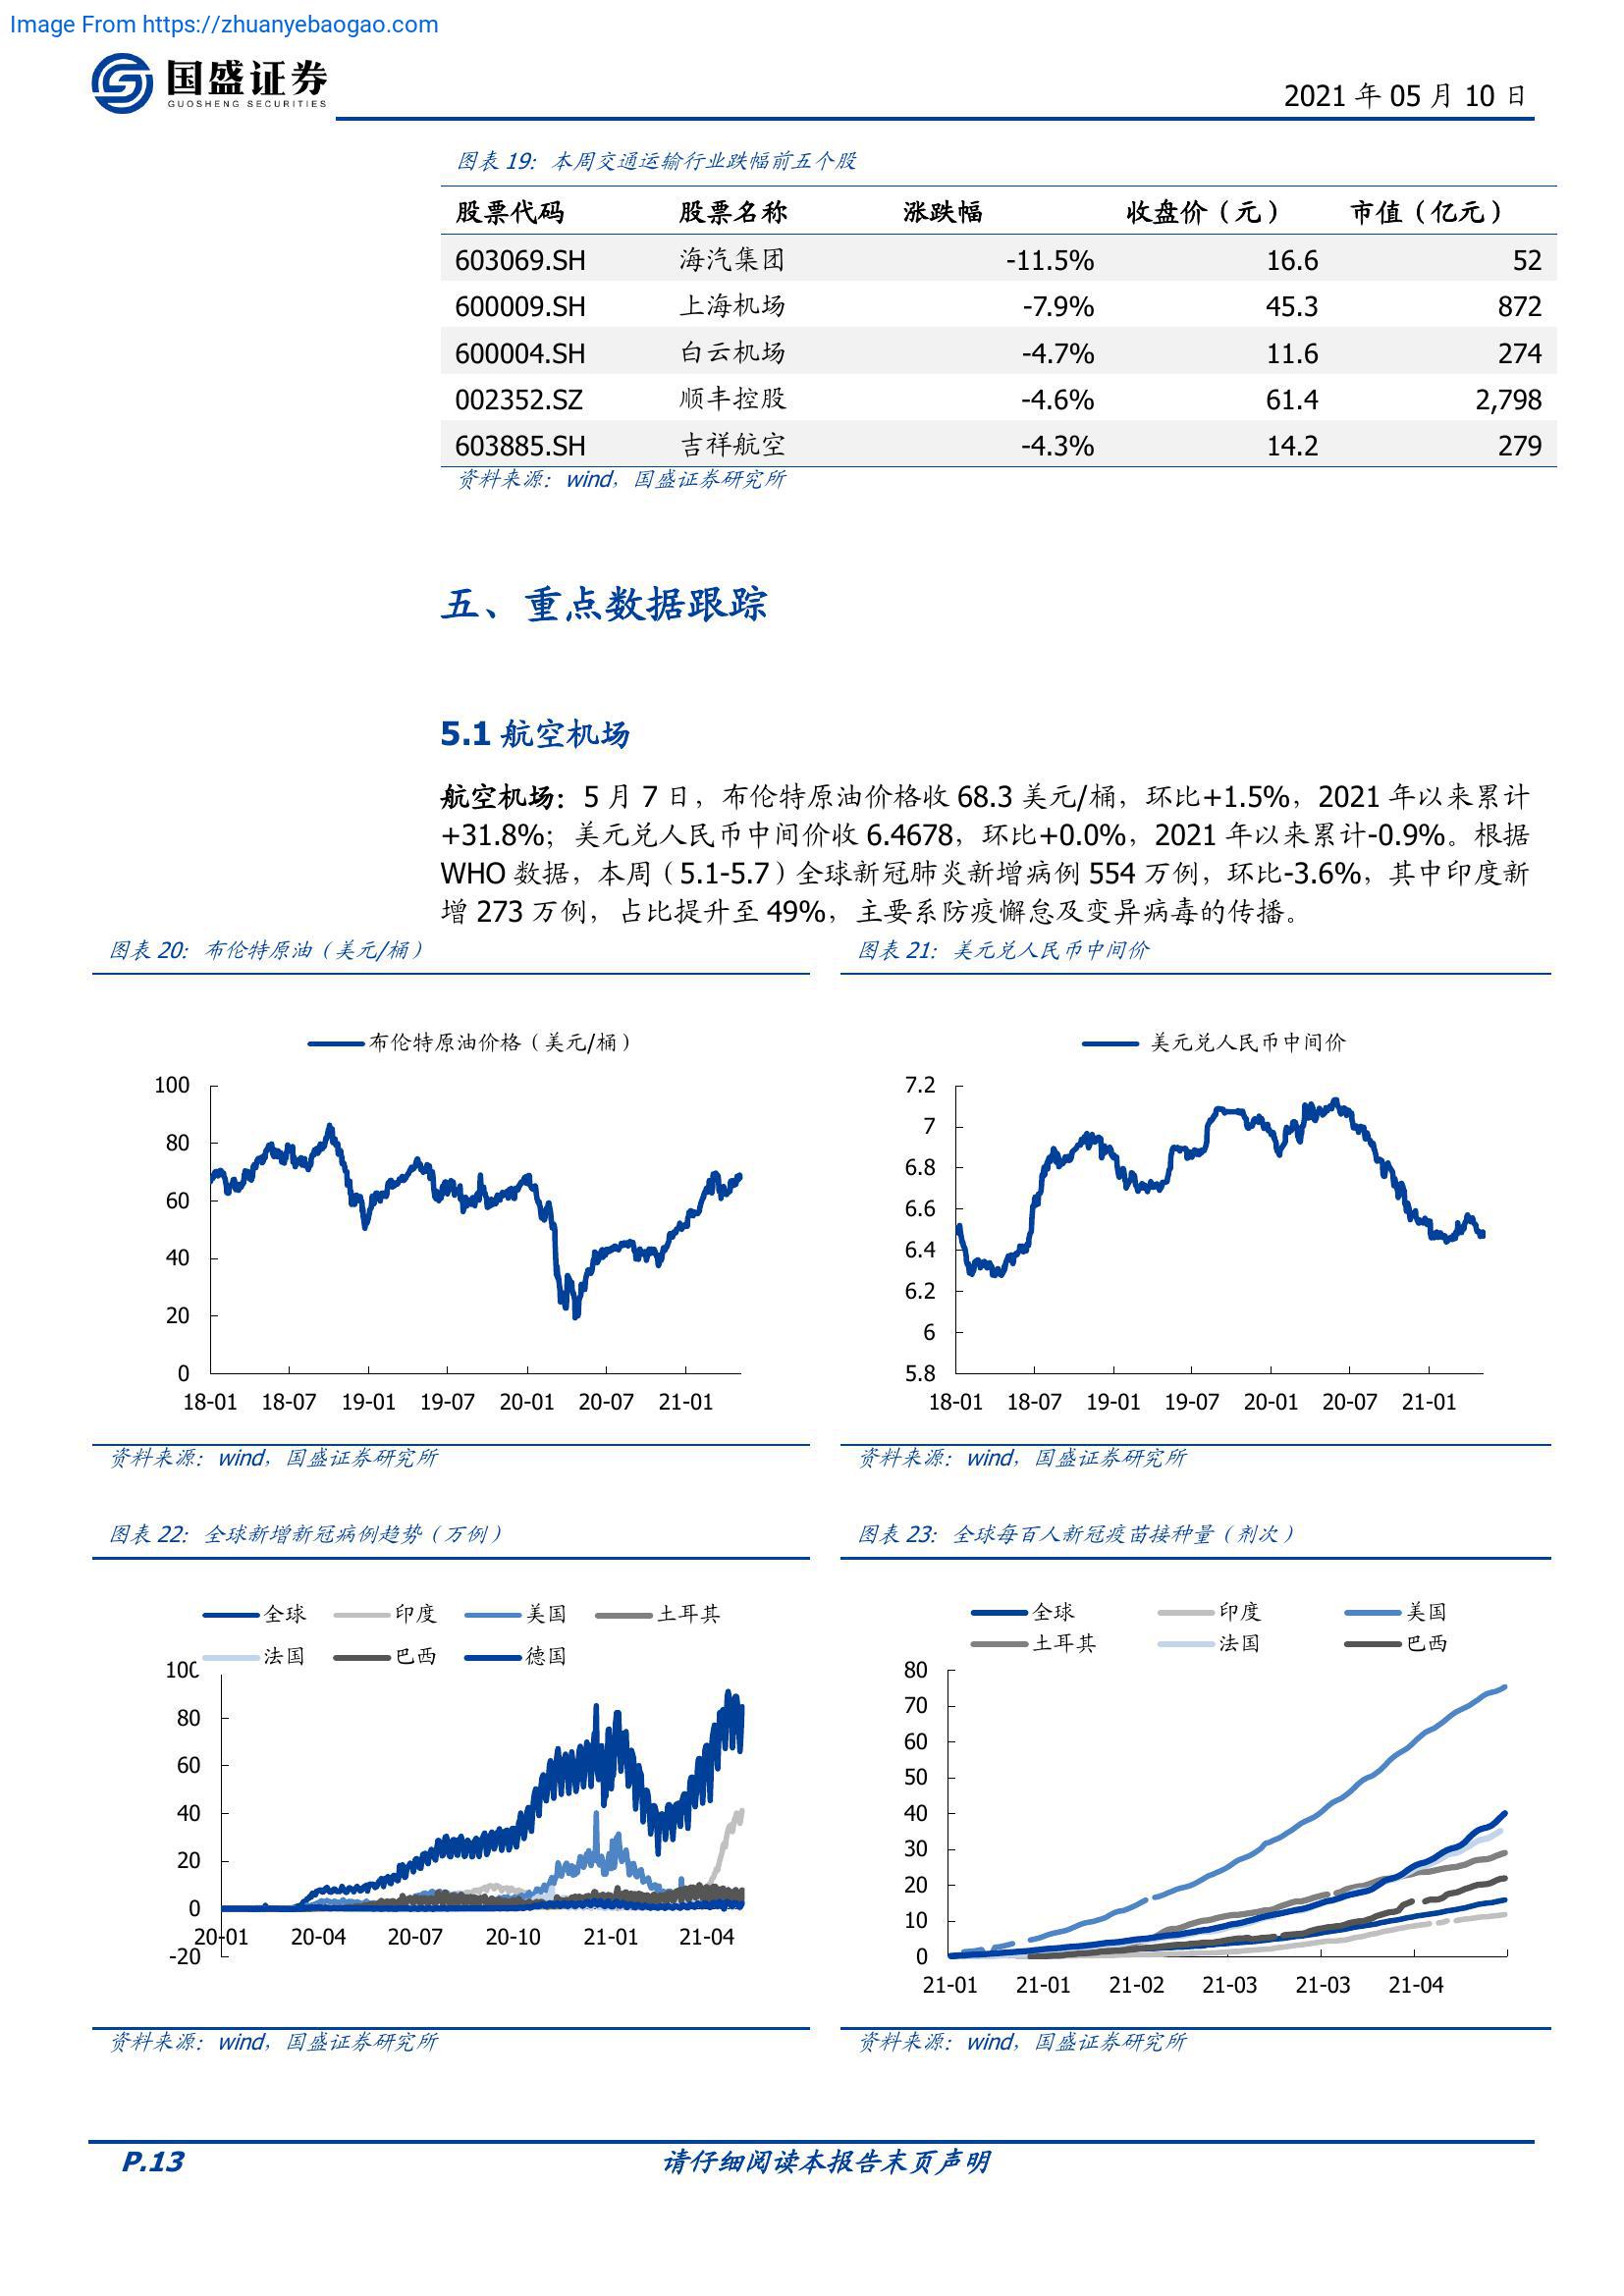 Image From https://zhuanyebaogao.com
国盛证券
GUOSHENG SECURITIES
2021 年 05 月 10 日
图表 19：本周交通运输行业跌幅前五个股
股票代码 股票名称 涨跌幅 收盘价（元） 市值（亿元）
603069.SH 海汽集团 -11.5% 16.6 52
600009.SH 上海机场 -7.9% 45.3 872
600004.SH 白云机场 -4.7% 11.6 274
002352.SZ 顺丰控股 -4.6% 61.4 2,798
603885.SH 吉祥航空 -4.3% 14.2 279
资料来源：wind，国盛证券研究所
五、重点数据跟踪
5.1 航空机场
航空机场：5 月 7 日，布伦特原油价格收 68.3 美元/桶，环比+1.5%，2021 年以来累计
+31.8%；美元兑人民币中间价收 6.4678，环比+0.0%，2021 年以来累计-0.9%。根据
WHO 数据，本周（5.1-5.7）全球新冠肺炎新增病例 554 万例，环比-3.6%，其中印度新
增 273 万例，占比提升至 49%，主要系防疫懈怠及变异病毒的传播。
图表 20：布伦特原油（美元/桶）
布伦特原油价格（美元/桶）
100
80
60
40
20
0
18-01 18-07 19-01 19-07 20-01 20-07 21-01
资料来源：wind，国盛证券研究所
图表 21：美元兑人民币中间价
美元兑人民币中间价
7.2
7
6.8
6.6
6.4
6.2
6
5.8
18-01 18-07 19-01 19-07 20-01 20-07 21-01
资料来源：wind，国盛证券研究所
图表 22：全球新增新冠病例趋势（万例）
全球 印度 美国 土耳其
法国 巴西 德国
100
80
60
40
20
0
-20
20-01 20-04 20-07 20-10 21-01 21-04
资料来源：wind，国盛证券研究所
图表 23：全球每百人新冠疫苗接种量（剂次）
全球 印度 美国
土耳其 法国 巴西
80
70
60
50
40
30
20
10
0
21-01 21-01 21-02 21-03 21-03 21-04
资料来源：wind，国盛证券研究所
P.13
请仔细阅读本报告末页声明